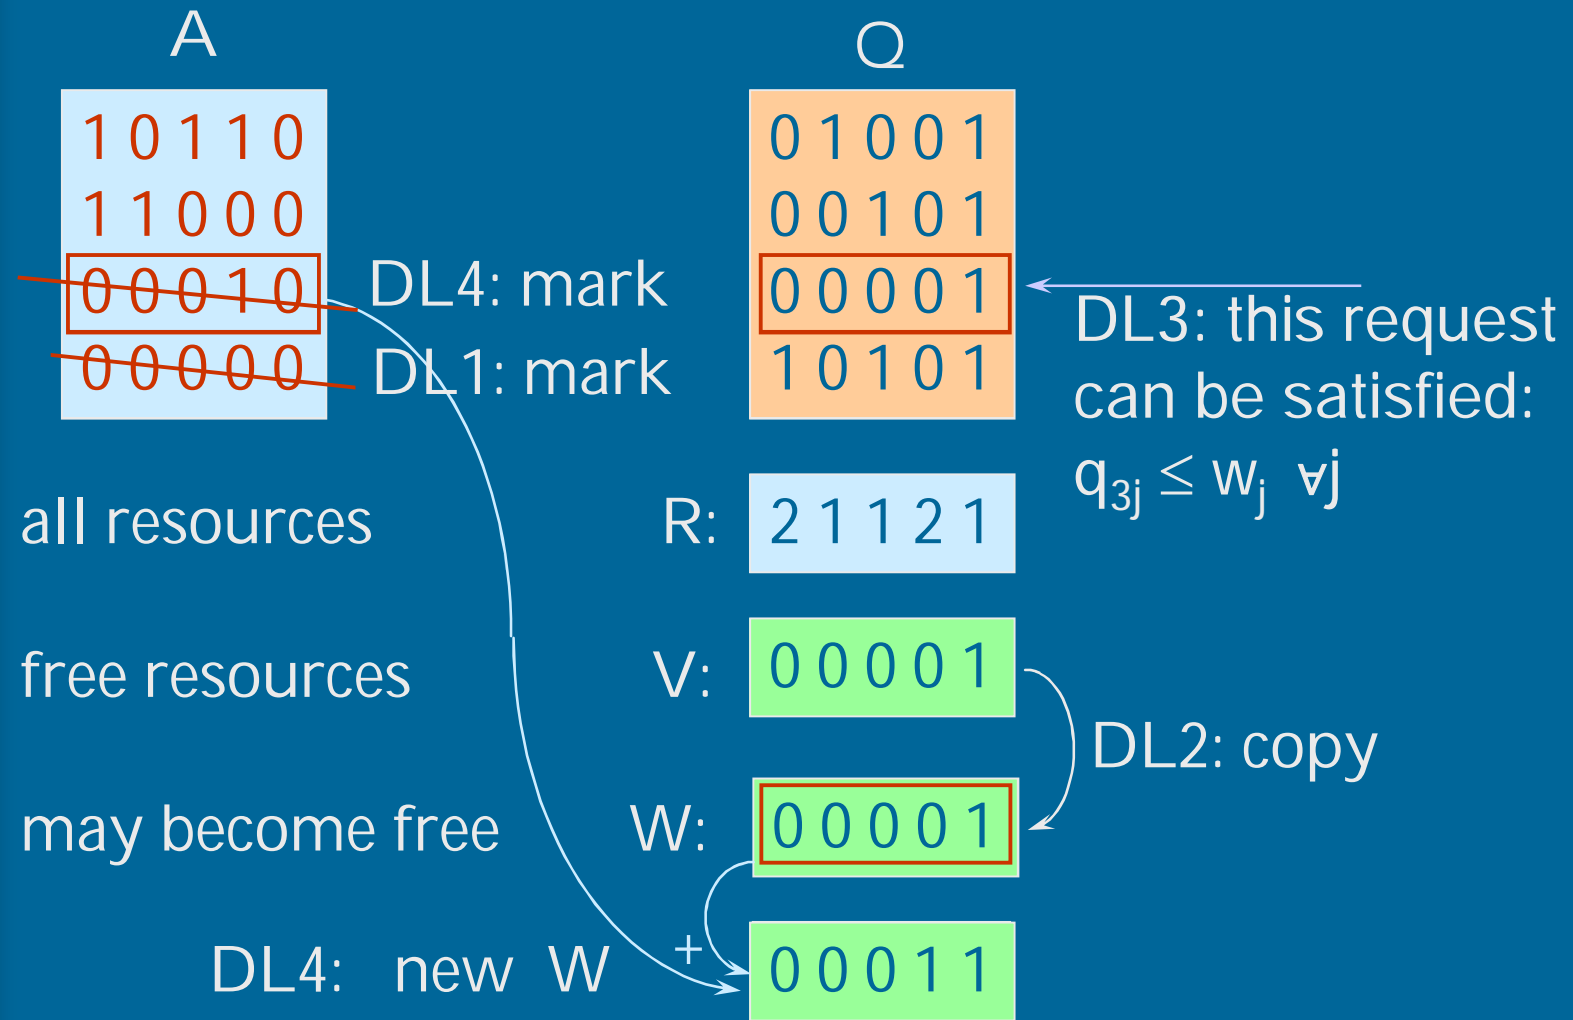 A
Q
1 0 1 1 0
1 1 0 0 0
0 0 0 1 0
0 0 0 0 0
DL4: mark
DL1: mark
0 1 0 0 1
0 0 1 0 1
0 0 0 0 1
1 0 1 0 1
DL3: this request
can be satisfied:
q3j ≤ wj ∀j
all resources R: 2 1 1 2 1
free resources V: 0 0 0 0 1
DL2: copy
may become free W: 0 0 0 0 1
DL4: new W + 0 0 0 1 1